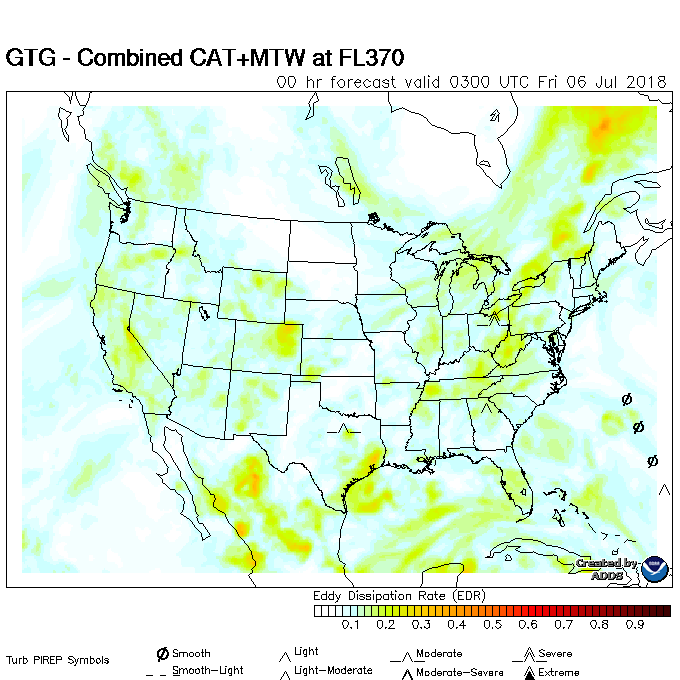 GTG - Combined CAT+MTW at FL370
00 hr forecast valid 0300 UTC Fri 06 Jul 2018
Created by
ADDS
Eddy Dissipation Rate (EDR)
0.1 0.2 0.3 0.4 0.5 0.6 0.7 0.8 0.9
Turb PIREP Symbols
Smooth Light Moderate Severe
Smooth-Light Light-Moderate Moderate-Severe Extreme